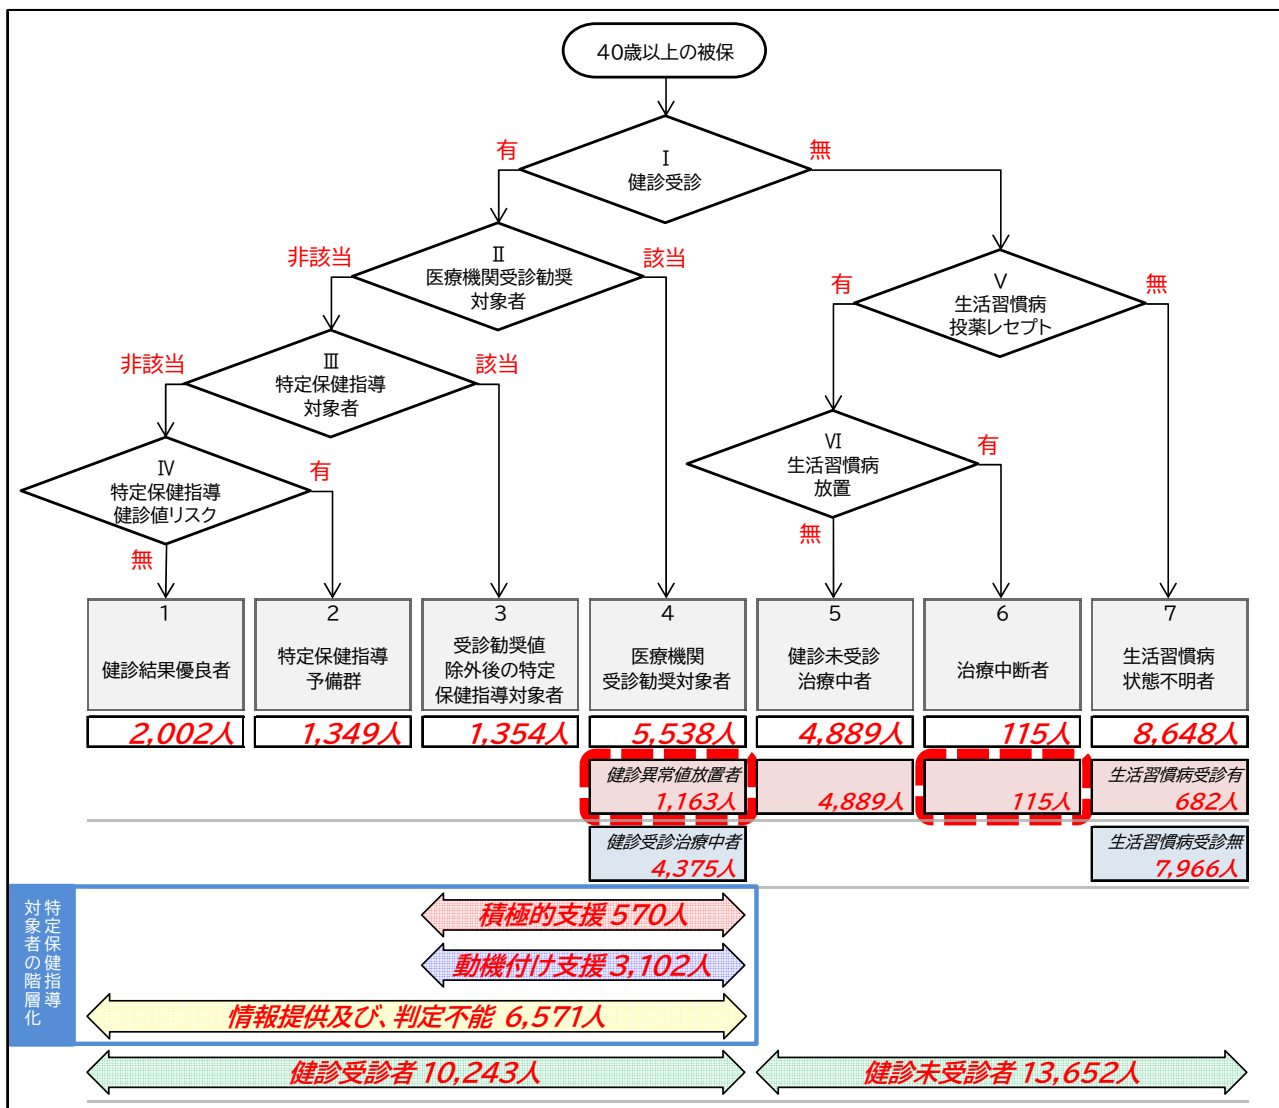 40歳以上の被保
Ⅰ
健診受診
有
無
Ⅱ
医療機関受診勧奨
対象者
非該当
該当
Ⅴ
生活習慣病
投薬レセプト
有
無
Ⅲ
特定保健指導
対象者
非該当
該当
Ⅵ
生活習慣病
放置
有
無
Ⅳ
特定保健指導
健診値リスク
有
無
1
健診結果優良者
2,002人
2
特定保健指導
予備群
1,349人
3
受診勧奨値
除外後の特定
保健指導対象者
1,354人
4
医療機関
受診勧奨対象者
5,538人
5
健診未受診
治療中者
4,889人
6
治療中断者
115人
7
生活習慣病
状態不明者
8,648人
健診異常値放置者
1,163人
4,889人
115人
生活習慣病受診有
682人
健診受診治療中者
4,375人
生活習慣病受診無
7,966人
特定保健指導
対象者の階層化
積極的支援 570人
動機付け支援 3,102人
情報提供及び、判定不能 6,571人
健診受診者 10,243人
健診未受診者 13,652人